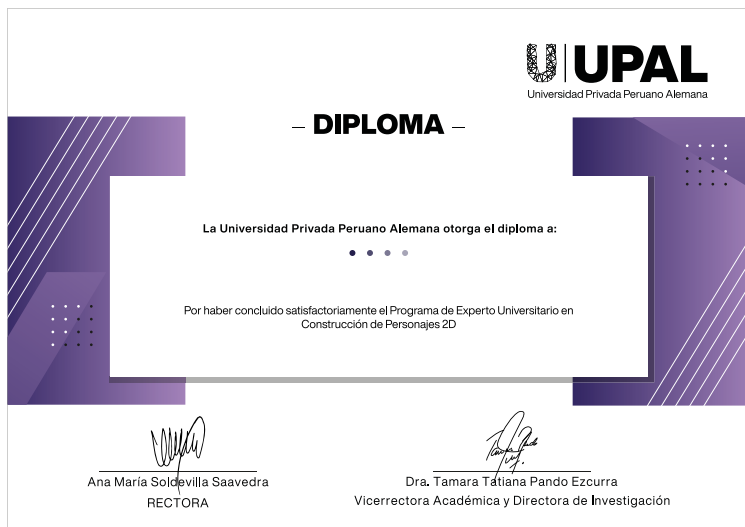 UPAL
Universidad Privada Peruano Alemana
– DIPLOMA –
La Universidad Privada Peruano Alemana otorga el diploma a:
Por haber concluido satisfactoriamente el Programa de Experto Universitario en
Construcción de Personajes 2D
Ana María Soldevilla Saavedra
RECTORA
Dra. Tamara Tatiana Pando Ezcurra
Vicerrectora Académica y Directora de Investigación